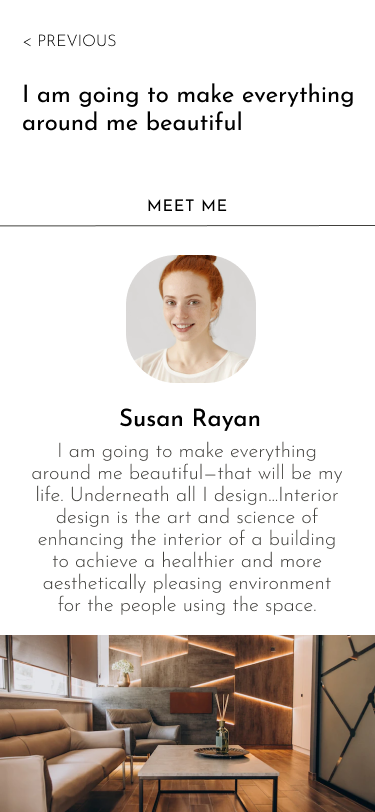 < PREVIOUS
I am going to make everything
around me beautiful
MEET ME
Susan Rayan
I am going to make everything
around me beautiful—that will be my
life. Underneath all I design...Interior
design is the art and science of
enhancing the interior of a building
to achieve a healthier and more
aesthetically pleasing environment
for the people using the space.